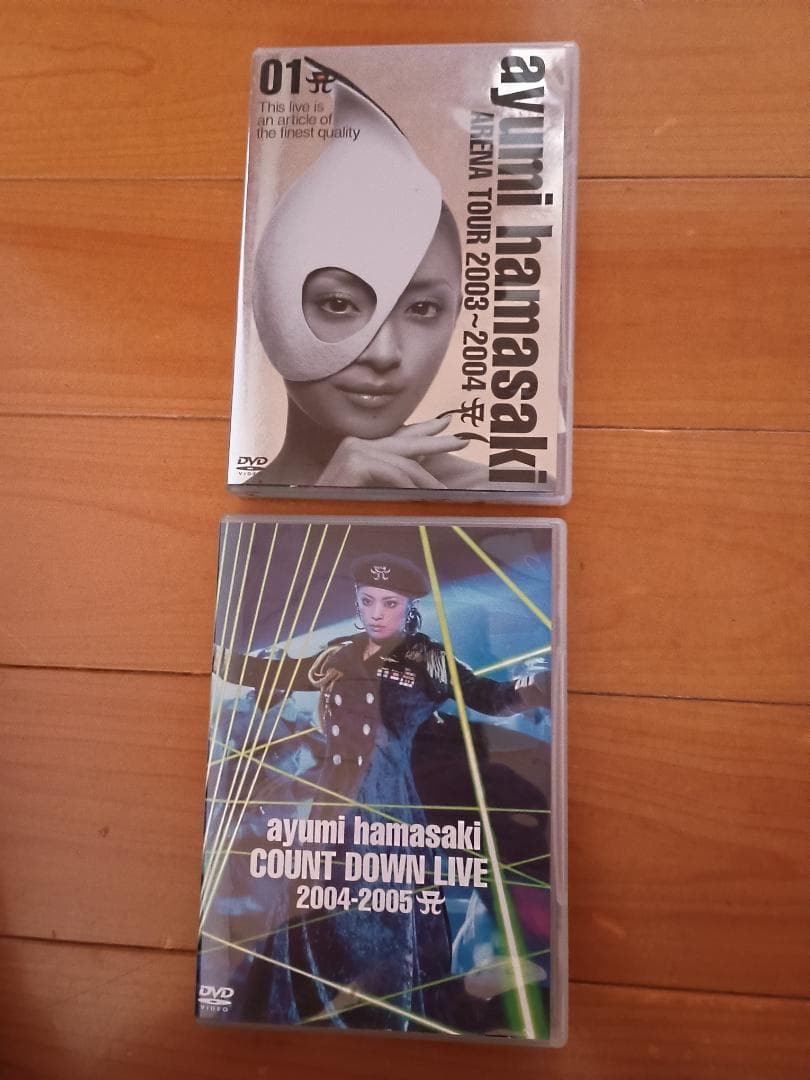 01
This live is
an article of
the finest quality
ayumi hamasaki
ARENA TOUR 2003~2004 A
DVD
VIDEO
ayumi hamasaki
COUNT DOWN LIVE
2004-2005 A
DVD
VIDEO